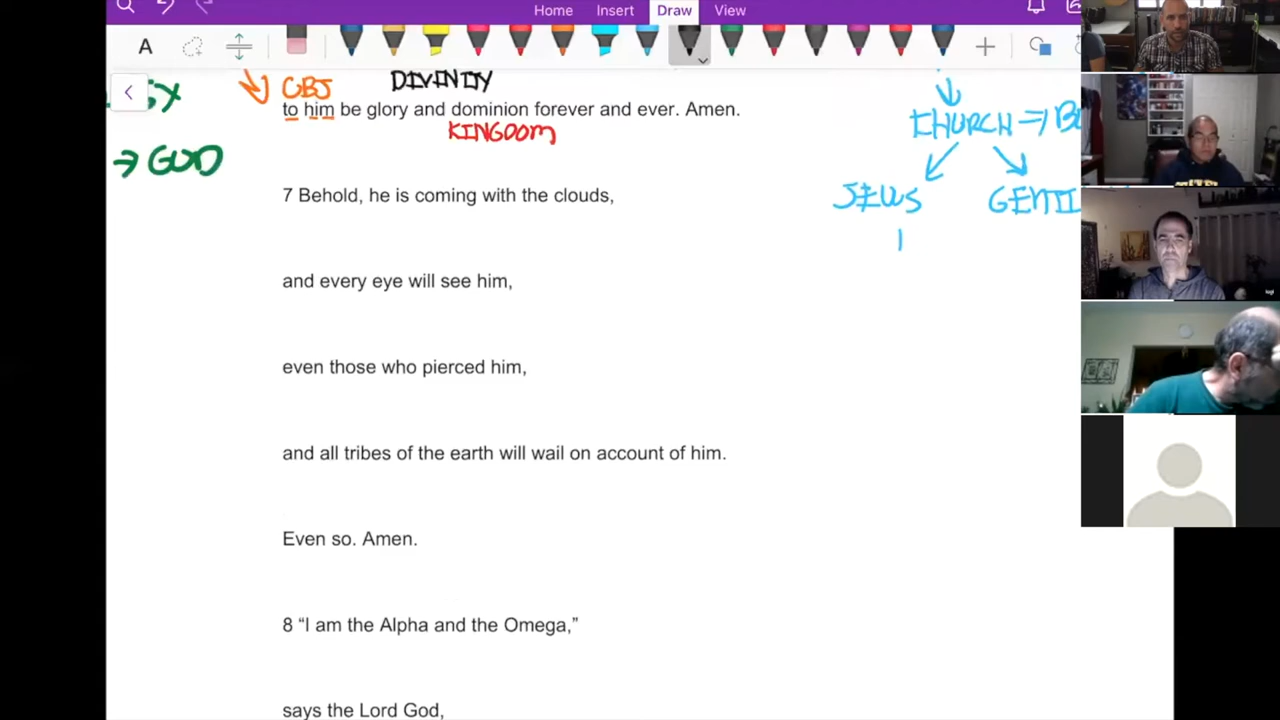 Home Insert Draw View
A
OBJ DIVINITY
to him be glory and dominion forever and ever. Amen.
KINGDOM
CHURCH ⇒
⇒ GOD
7 Behold, he is coming with the clouds,
JEWS
and every eye will see him,
even those who pierced him,
and all tribes of the earth will wail on account of him.
Even so. Amen.
8 “I am the Alpha and the Omega,”
says the Lord God,